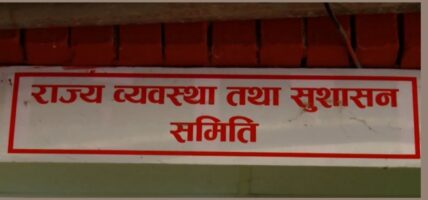 राज्य व्यवस्था तथा सुशासन
समिति